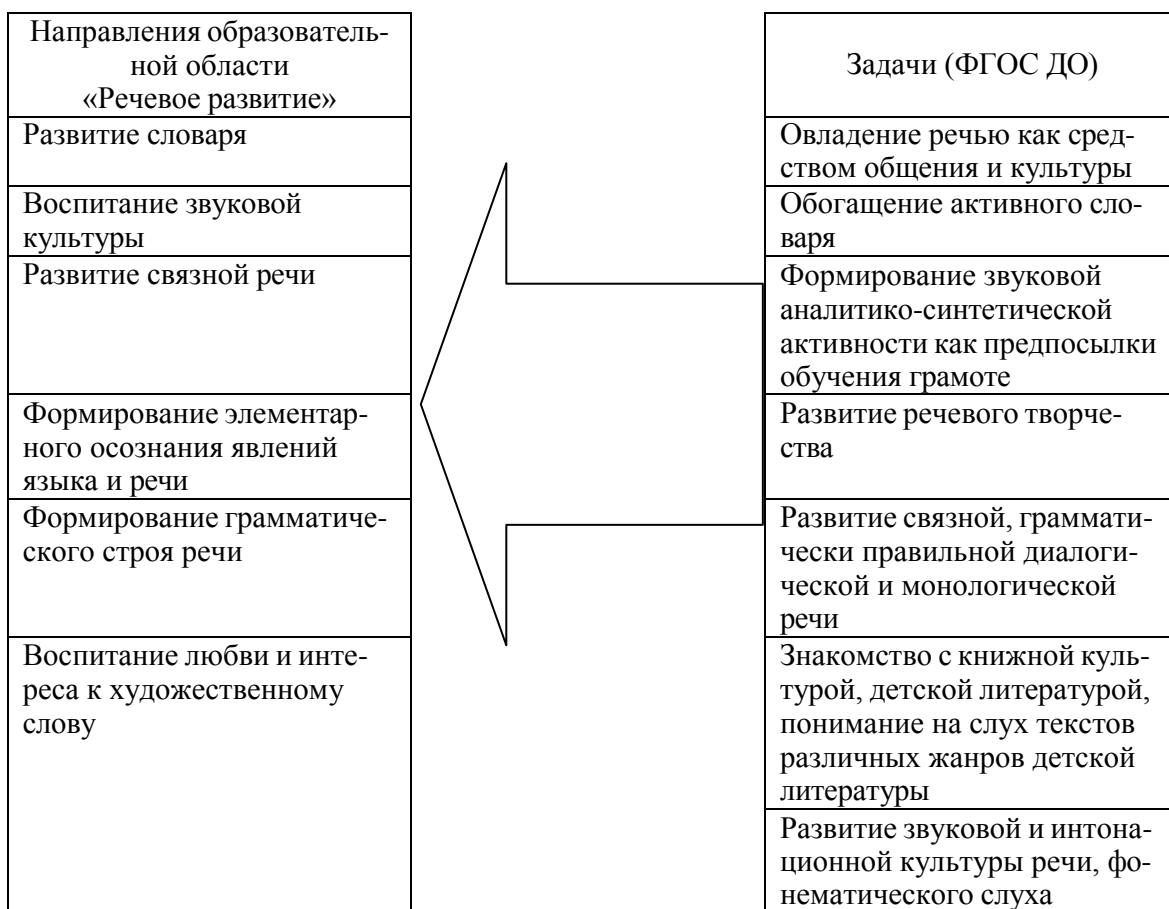 Направления образователь-
ной области
«Речевое развитие»
Развитие словаря
Воспитание звуковой
культуры
Развитие связной речи
Формирование элементар-
ного осознания явлений
языка и речи
Формирование грамматиче-
ского строя речи
Воспитание любви и инте-
реса к художественному
слову
Задачи (ФГОС ДО)
Овладение речью как сред-
ством общения и культуры
Обогащение активного сло-
варя
Формирование звуковой
аналитико-синтетической
активности как предпосылки
обучения грамоте
Развитие речевого творче-
ства
Развитие связной, граммати-
чески правильной диалоги-
ческой и монологической
речи
Знакомство с книжной куль-
турой, детской литературой,
понимание на слух текстов
различных жанров детской
литературы
Развитие звуковой и интона-
ционной культуры речи, фо-
нематического слуха